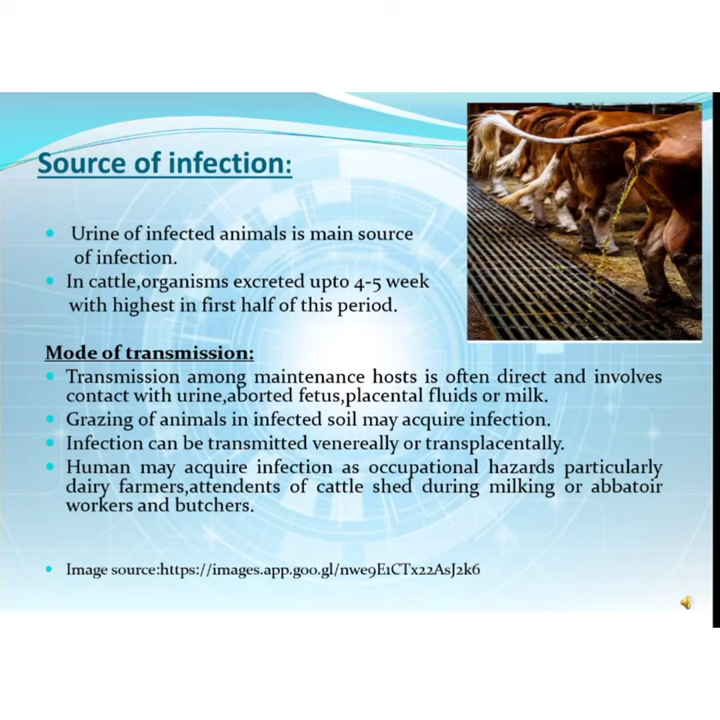 Source of infection:
Urine of infected animals is main source
of infection.
In cattle,organisms excreted upto 4-5 week
with highest in first half of this period.
Mode of transmission:
Transmission among maintenance hosts is often direct and involves
contact with urine,aborted fetus,placental fluids or milk.
Grazing of animals in infected soil may acquire infection.
Infection can be transmitted venereally or transplacentally.
Human may acquire infection as occupational hazards particularly
dairy farmers,attendents of cattle shed during milking or abbatoir
workers and butchers.
Image source:https://images.app.goo.gl/nwe9E1CTx22AsJ2k6